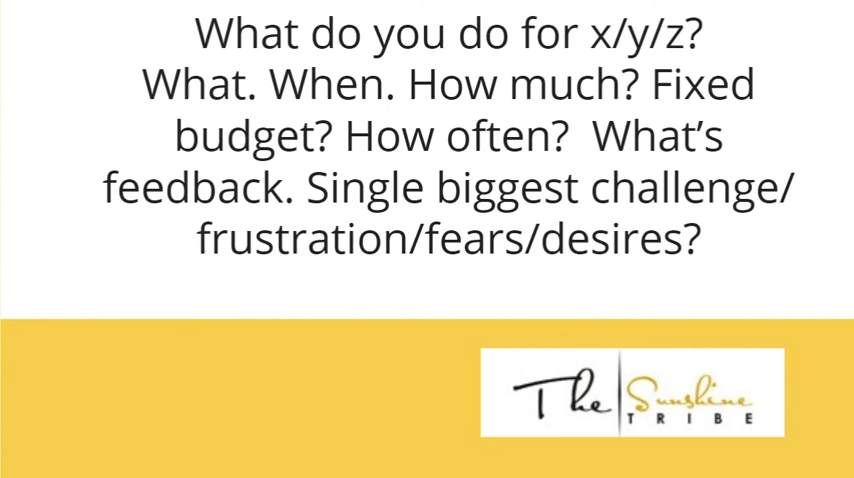 What do you do for x/y/z?
What. When. How much? Fixed
budget? How often?  What’s
feedback. Single biggest challenge/
frustration/fears/desires?
The Sunshine
TRIBE